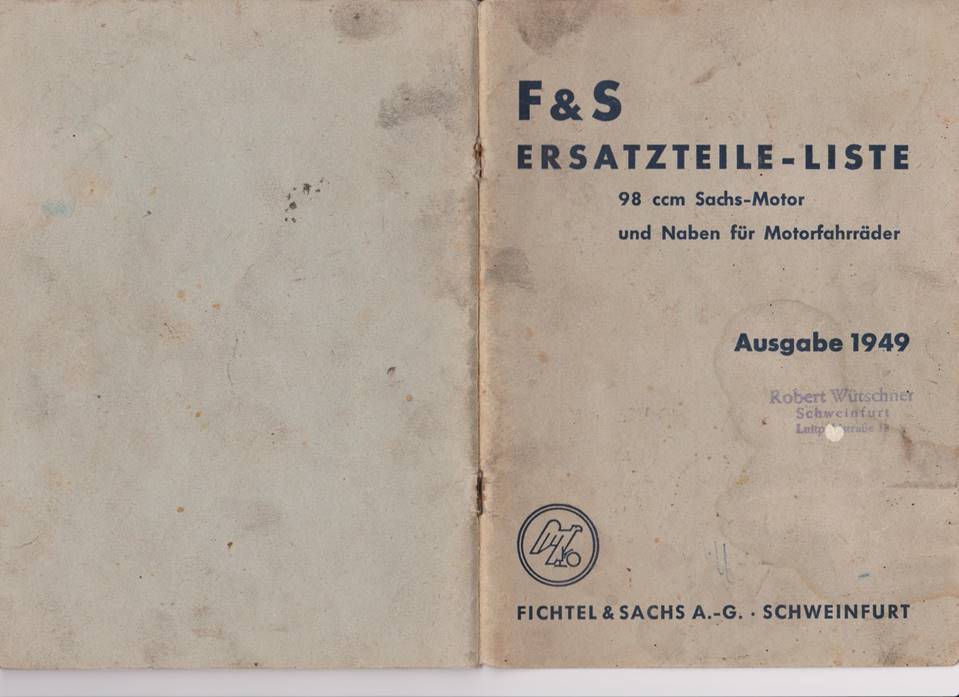 F & S
ERSATZTEILE-LISTE
98 ccm Sachs-Motor
und Naben für Motorfahrräder
Ausgabe 1949
Robert Wütschner
Schweinfurt
FICHTEL & SACHS A.-G. · SCHWEINFURT